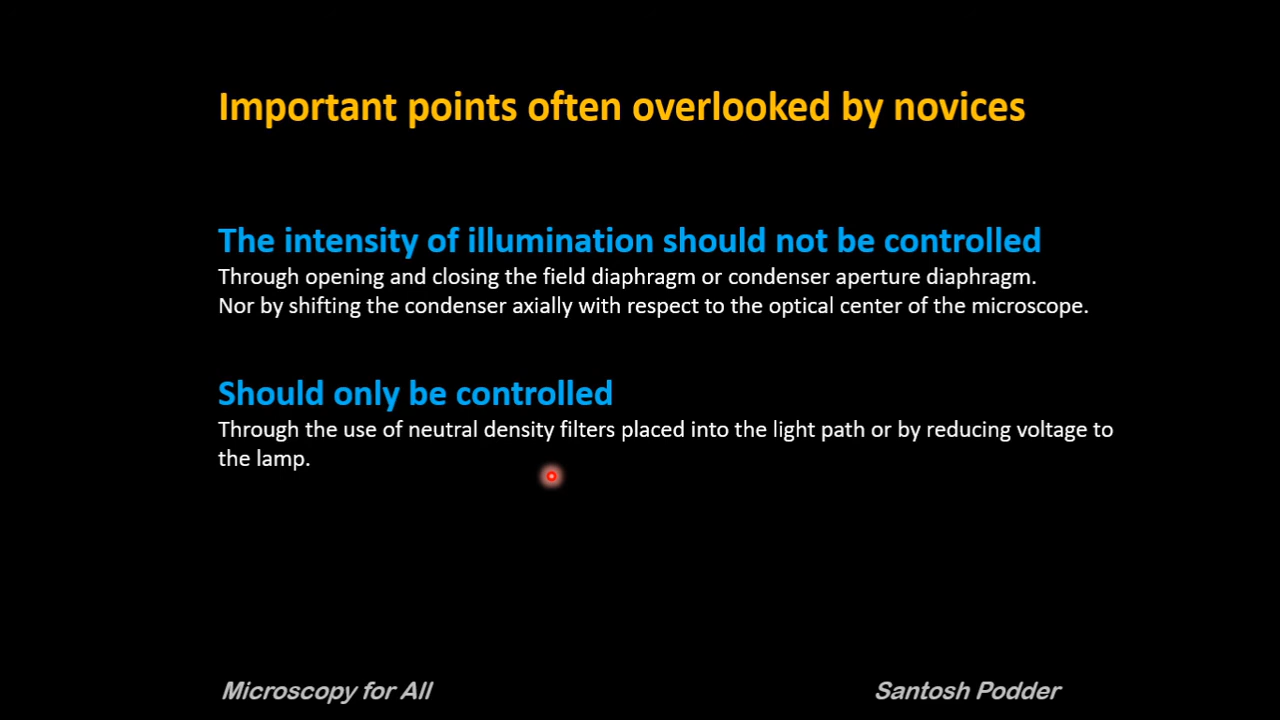 Important points often overlooked by novices
The intensity of illumination should not be controlled
Through opening and closing the field diaphragm or condenser aperture diaphragm.
Nor by shifting the condenser axially with respect to the optical center of the microscope.
Should only be controlled
Through the use of neutral density filters placed into the light path or by reducing voltage to
the lamp.
Microscopy for All
Santosh Podder